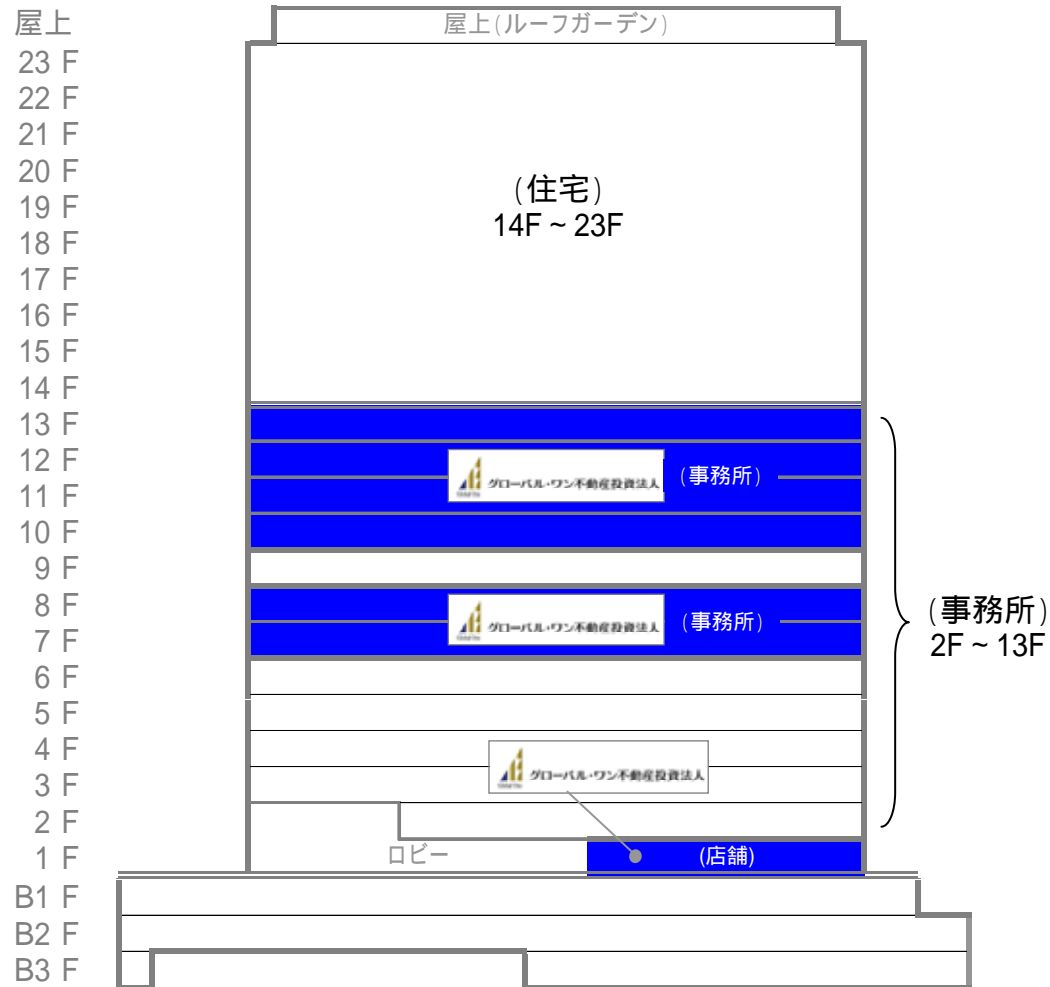 屋上
屋上(ルーフガーデン)
23 F
22 F
21 F
20 F
19 F
(住宅)
14F ~ 23F
18 F
17 F
16 F
15 F
14 F
13 F
12 F
グローバル・ワン不動産投資法人
(事務所)
11 F
10 F
9 F
8 F
グローバル・ワン不動産投資法人
(事務所)
(事務所)
2F ~ 13F
7 F
6 F
5 F
4 F
グローバル・ワン不動産投資法人
3 F
2 F
1 F
ロビー
(店舗)
B1 F
B2 F
B3 F